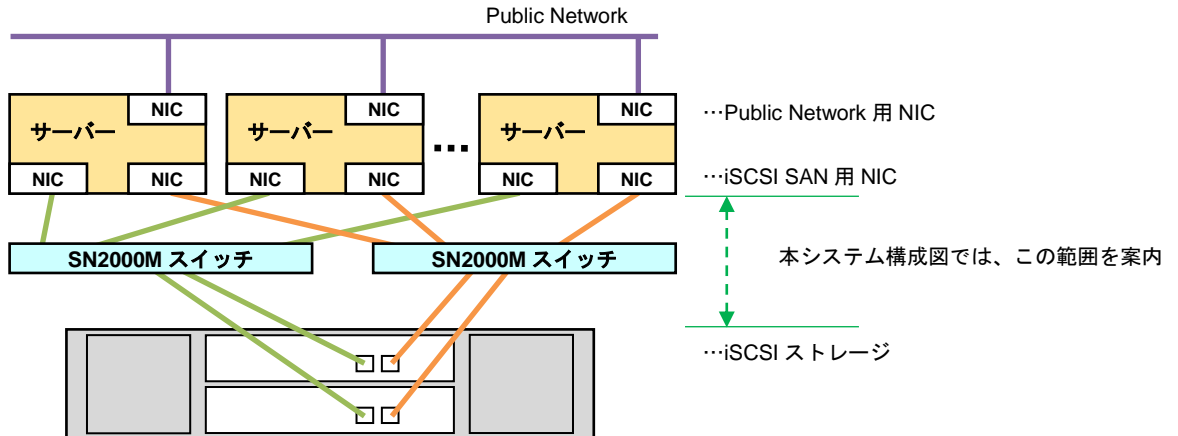 Public Network
NIC NIC NIC …Public Network 用 NIC
サーバー サーバー … サーバー
NIC NIC NIC NIC NIC NIC …iSCSI SAN 用 NIC
SN2000M スイッチ SN2000M スイッチ 本システム構成図では、この範囲を案内
…iSCSI ストレージ